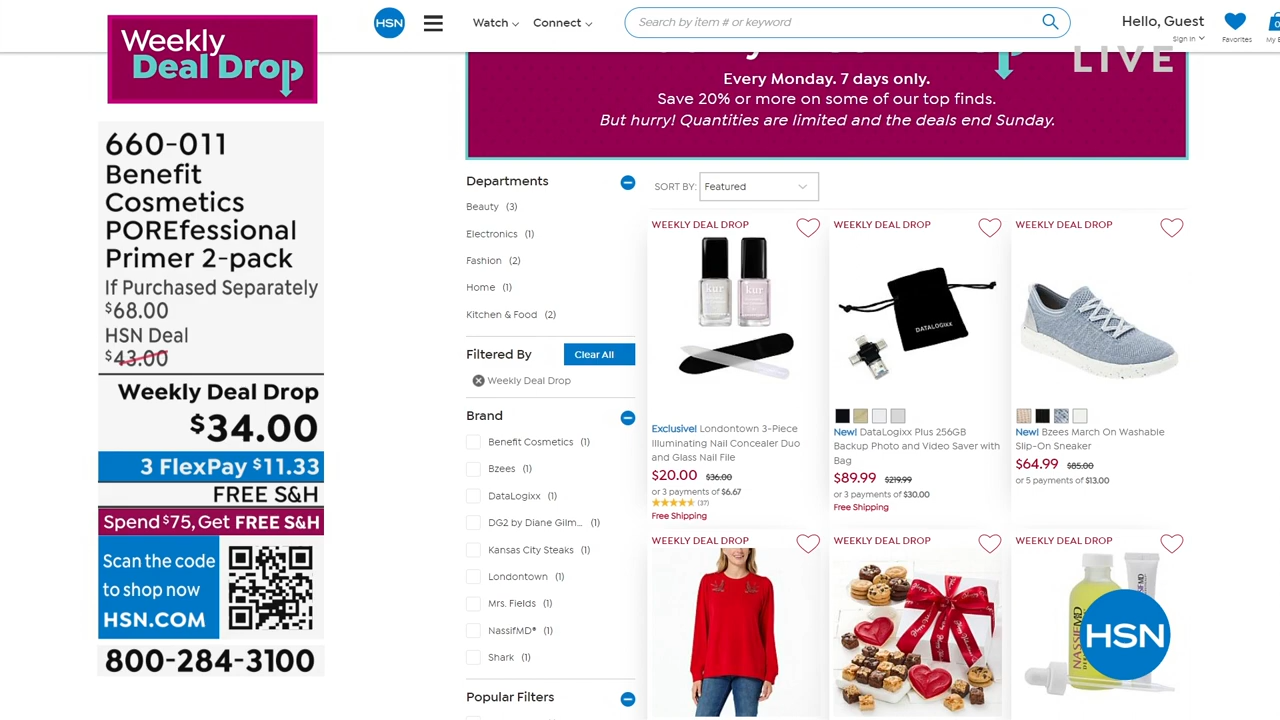 Weekly
Deal Drop
660-011
Benefit
Cosmetics
POREfessional
Primer 2-pack
If Purchased Separately
$68.00
HSN Deal
$43.00
Weekly Deal Drop
$34.00
3 FlexPay $11.33
FREE S&H
Spend $75, Get FREE S&H
Scan the code
to shop now
HSN.COM
800-284-3100
HSN
Watch
Connect
Search by item # or keyword
Hello, Guest
Sign In
Favorites
LIVE
Every Monday. 7 days only.
Save 20% or more on some of our top finds.
But hurry! Quantities are limited and the deals end Sunday.
Departments
Beauty (3)
Electronics (1)
Fashion (2)
Home (1)
Kitchen & Food (2)
Filtered By
Clear All
Weekly Deal Drop
Brand
Benefit Cosmetics (1)
Bzees (1)
DataLogixx (1)
DG2 by Diane Gilm... (1)
Kansas City Steaks (1)
Londontown (1)
Mrs. Fields (1)
NassifMD® (1)
Shark (1)
Popular Filters
SORT BY: Featured
WEEKLY DEAL DROP
kur kur
Exclusive! Londontown 3-Piece
Illuminating Nail Concealer Duo
and Glass Nail File
$20.00 $36.00
or 3 payments of $6.67
(37)
Free Shipping
WEEKLY DEAL DROP
DATALOGIXX
New! DataLogixx Plus 256GB
Backup Photo and Video Saver with
Bag
$89.99 $219.99
or 3 payments of $30.00
Free Shipping
WEEKLY DEAL DROP
New! Bzees March On Washable
Slip-On Sneaker
$64.99 $85.00
or 5 payments of $13.00
WEEKLY DEAL DROP
WEEKLY DEAL DROP
WEEKLY DEAL DROP
NASSIFMD
NASSIFMD
HSN